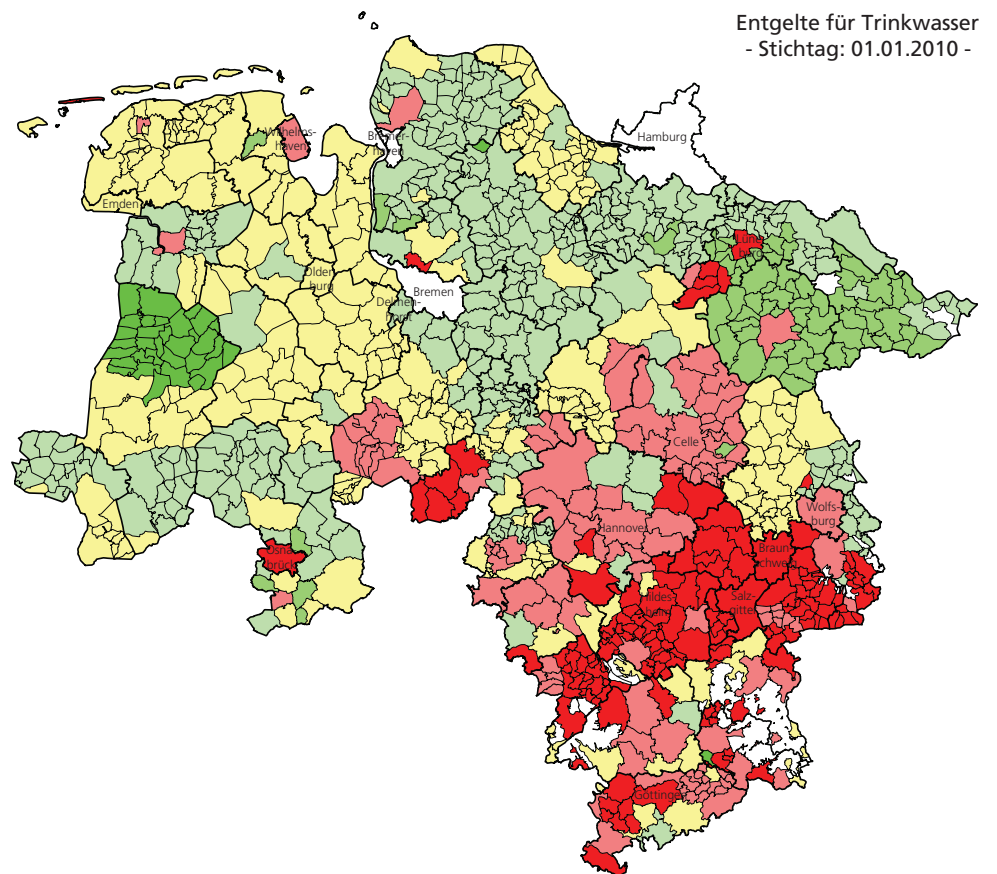 Entgelte für Trinkwasser
- Stichtag: 01.01.2010 -
Hamburg
Wilhelms-
haven
Bremer-
haven
Emden
Lüne-
burg
Olden-
burg
Bremen
Delmen-
horst
Celle
Wolfs-
burg
Hannover
Osna-
brück
Braun-
schweig
Hildes-
heim
Salz-
gitter
Göttingen